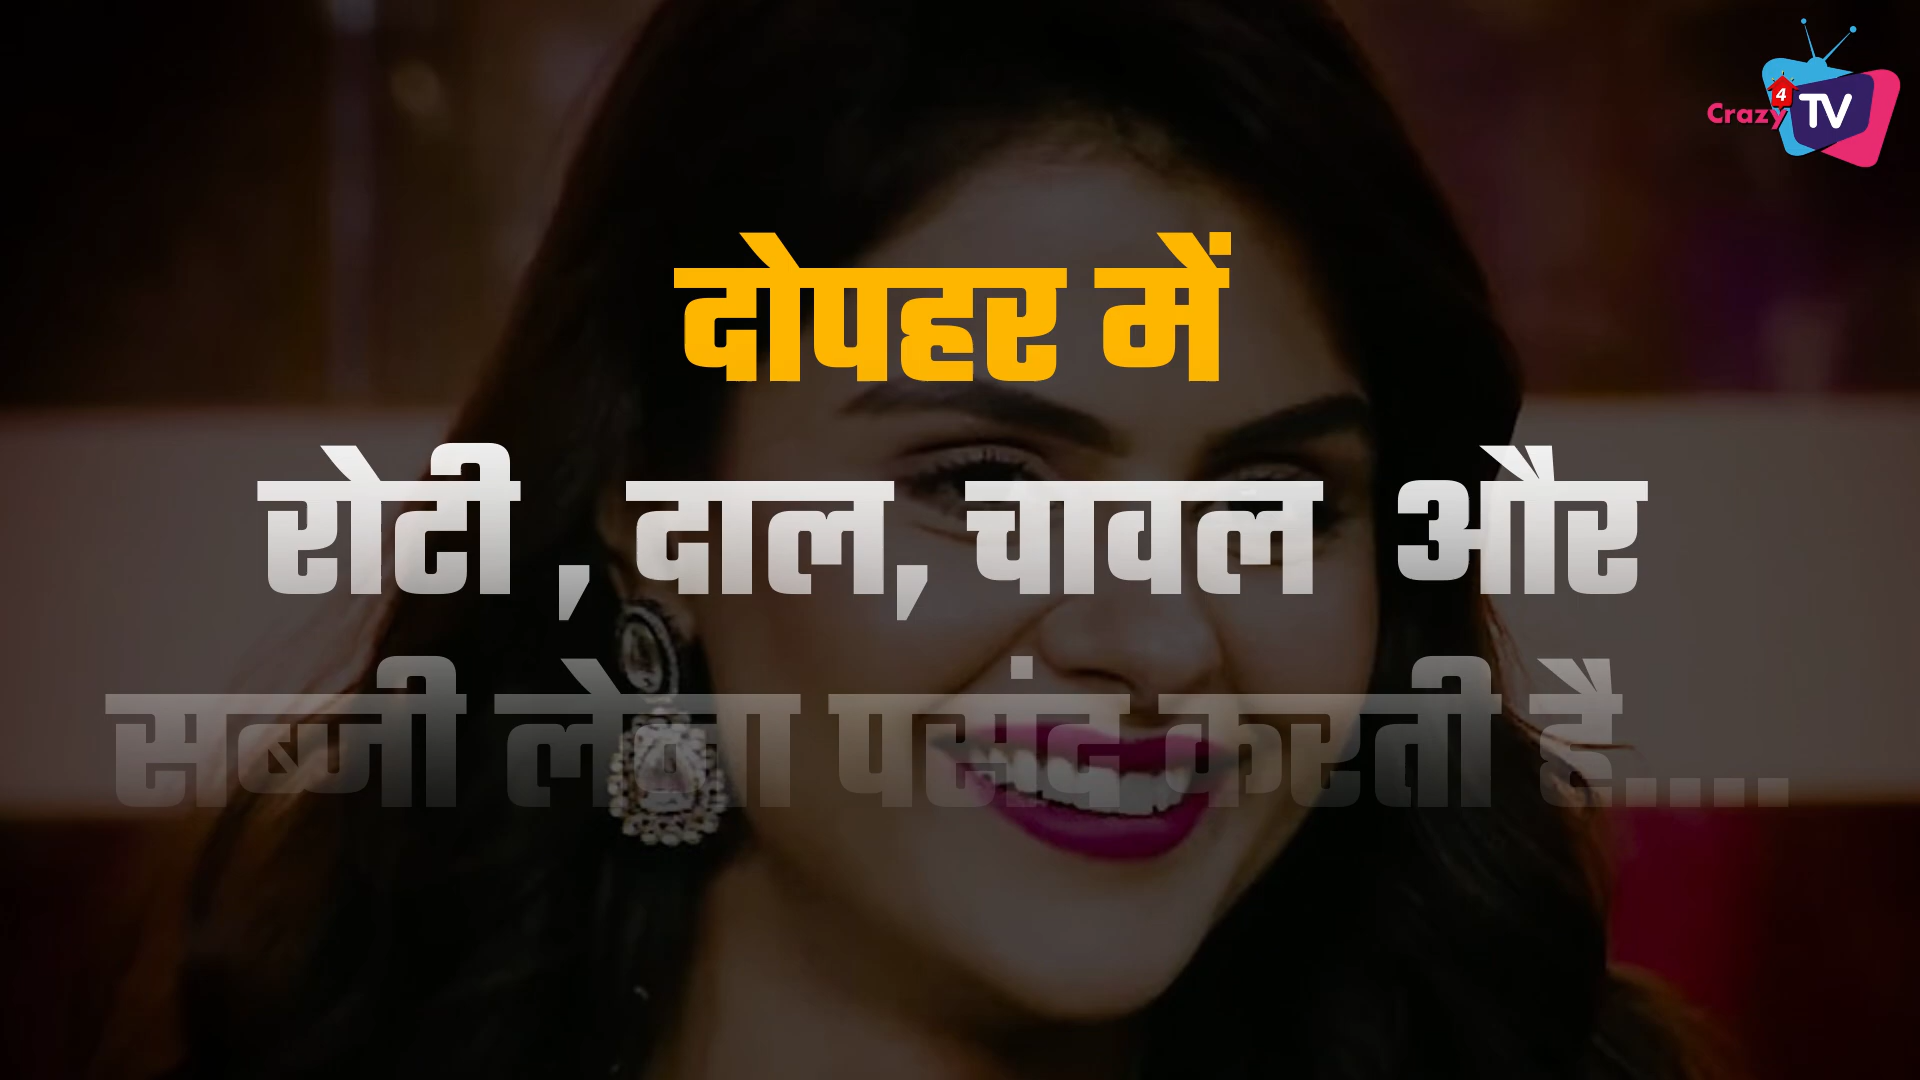 Crazy 4 TV
दोपहर में
रोटी , दाल, चावल और
सब्जी लेना पसंद करती है....